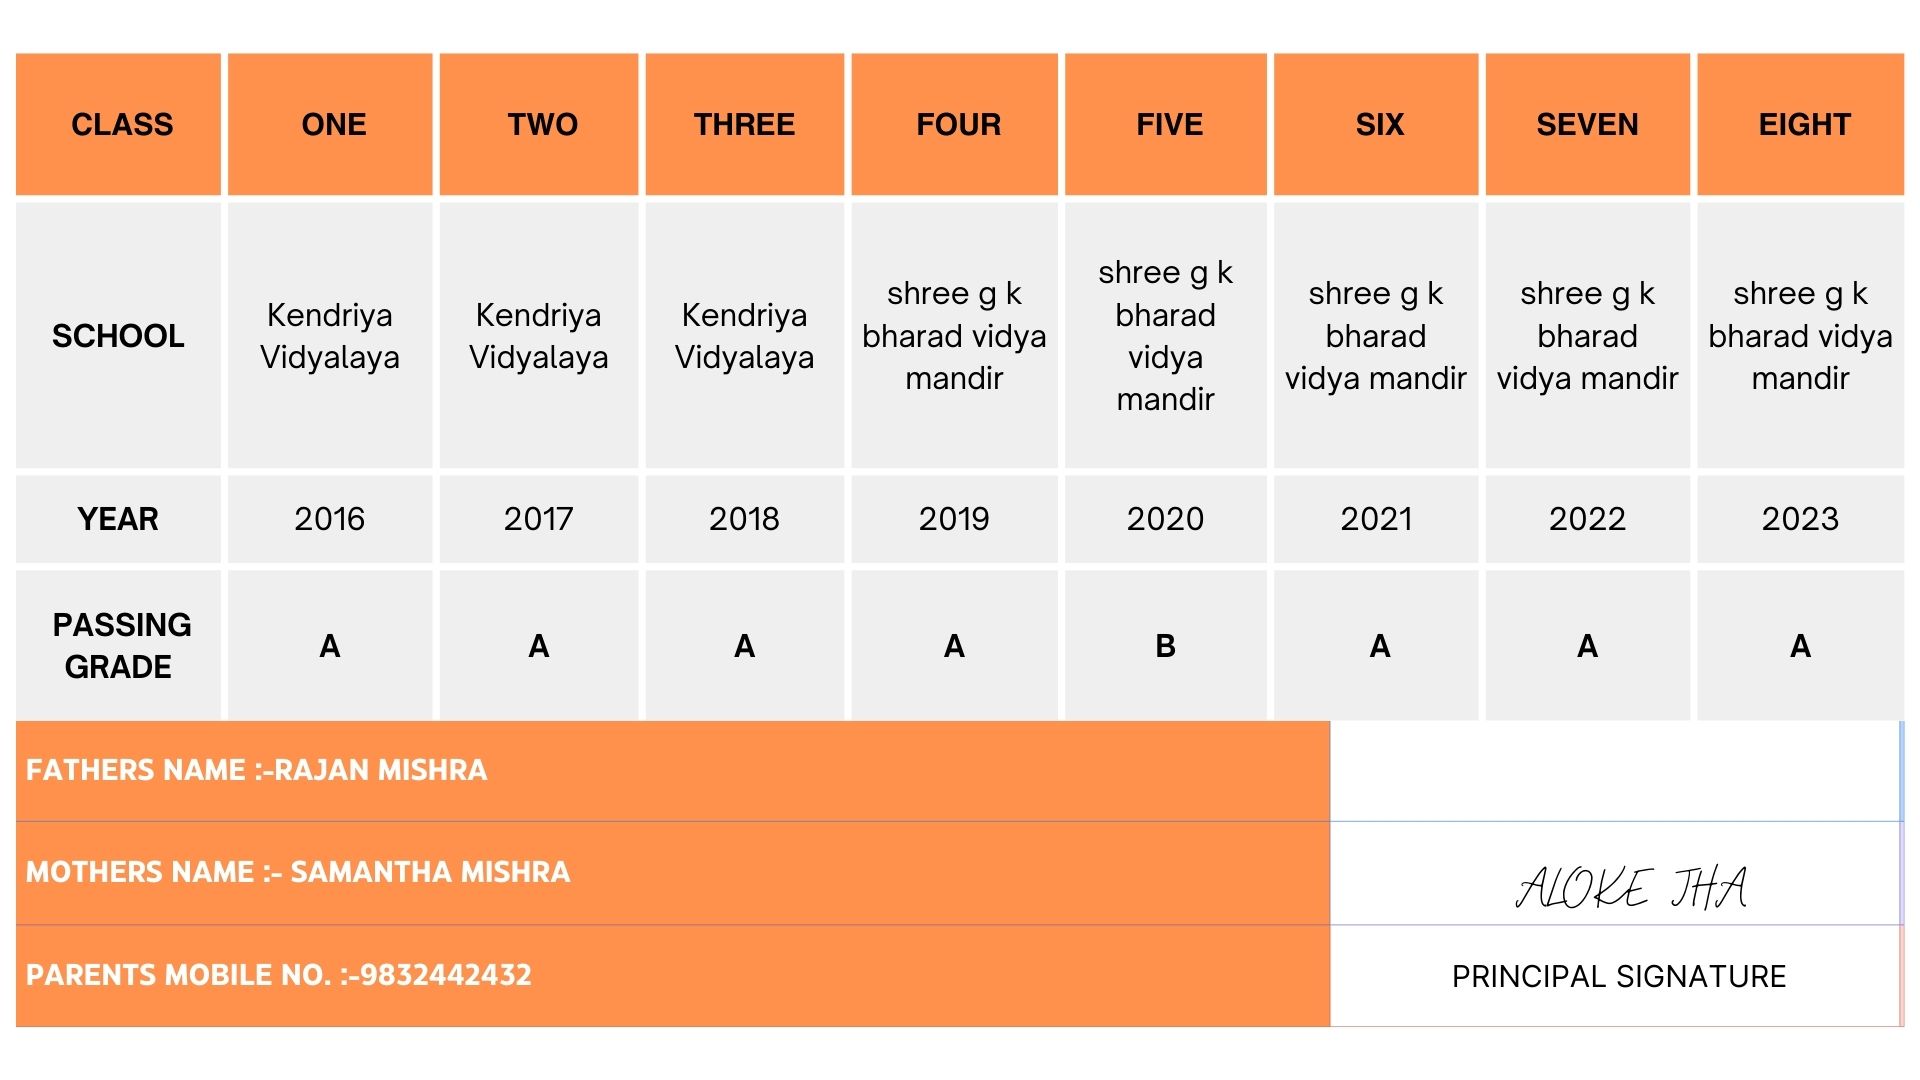 CLASS ONE TWO THREE FOUR FIVE SIX SEVEN EIGHT
SCHOOL
Kendriya
Vidyalaya
Kendriya
Vidyalaya
Kendriya
Vidyalaya
shree g k
bharad vidya
mandir
shree g k
bharad
vidya
mandir
shree g k
bharad
vidya mandir
shree g k
bharad
vidya mandir
shree g k
bharad vidya
mandir
YEAR 2016 2017 2018 2019 2020 2021 2022 2023
PASSING
GRADE
A A A A B A A A
FATHERS NAME :-RAJAN MISHRA
MOTHERS NAME :- SAMANTHA MISHRA
ALOKE JHA
PARENTS MOBILE NO. :-9832442432
PRINCIPAL SIGNATURE